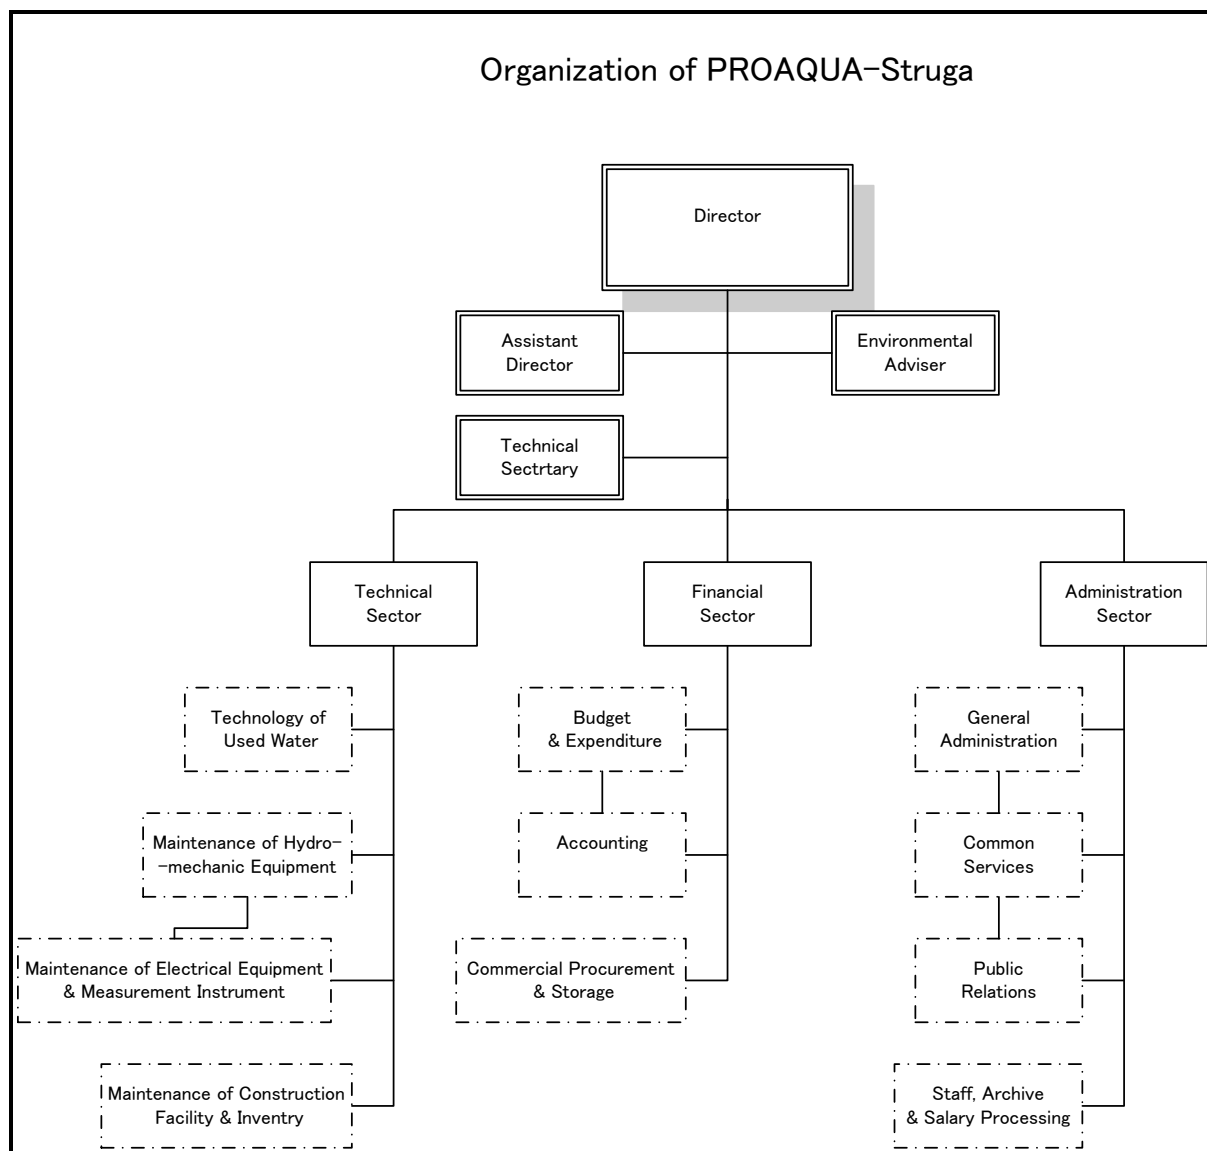 Organization of PROAQUA-Struga
Director
Assistant
Director
Environmental
Adviser
Technical
Sectrtary
Technical
Sector
Financial
Sector
Administration
Sector
Technology of
Used Water
Budget
& Expenditure
General
Administration
Maintenance of Hydro-
-mechanic Equipment
Accounting
Common
Services
Maintenance of Electrical Equipment
& Measurement Instrument
Commercial Procurement
& Storage
Public
Relations
Maintenance of Construction
Facility & Inventry
Staff, Archive
& Salary Processing